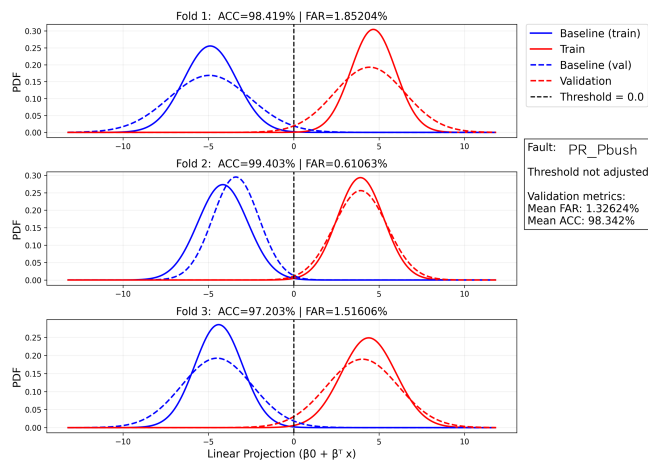 Fold 1:  ACC=98.419% | FAR=1.85204%
PDF
0.30
0.25
0.20
0.15
0.10
0.05
0.00
−10
−5
0
5
10
Baseline (train)
Train
Baseline (val)
Validation
Threshold = 0.0
Fold 2:  ACC=99.403% | FAR=0.61063%
PDF
0.30
0.25
0.20
0.15
0.10
0.05
0.00
−10
−5
0
5
10
Fault: PR_Pbush
Threshold not adjusted
Validation metrics:
Mean FAR: 1.32624%
Mean ACC: 98.342%
Fold 3:  ACC=97.203% | FAR=1.51606%
PDF
0.25
0.20
0.15
0.10
0.05
0.00
−10
−5
0
5
10
Linear Projection (β0 + βᵀ x)